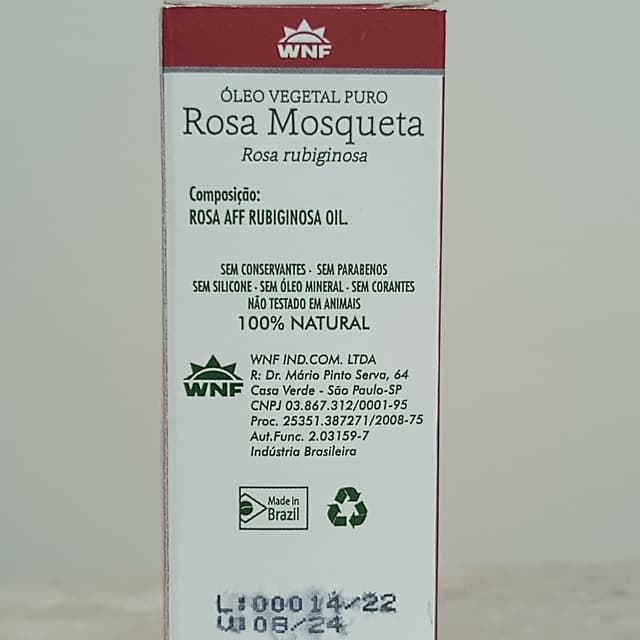 WNF
ÓLEO VEGETAL PURO
Rosa Mosqueta
Rosa rubiginosa
Composição:
ROSA AFF RUBIGINOSA OIL.
SEM CONSERVANTES - SEM PARABENOS
SEM SILICONE - SEM ÓLEO MINERAL - SEM CORANTES
NÃO TESTADO EM ANIMAIS
100% NATURAL
WNF
WNF IND.COM. LTDA
R: Dr. Mário Pinto Serva, 64
Casa Verde - São Paulo-SP
CNPJ 03.867.312/0001-95
Proc. 25351.387271/2008-75
Aut.Func. 2.03159-7
Indústria Brasileira
Made in
Brazil
L:00014/22
V:08/24